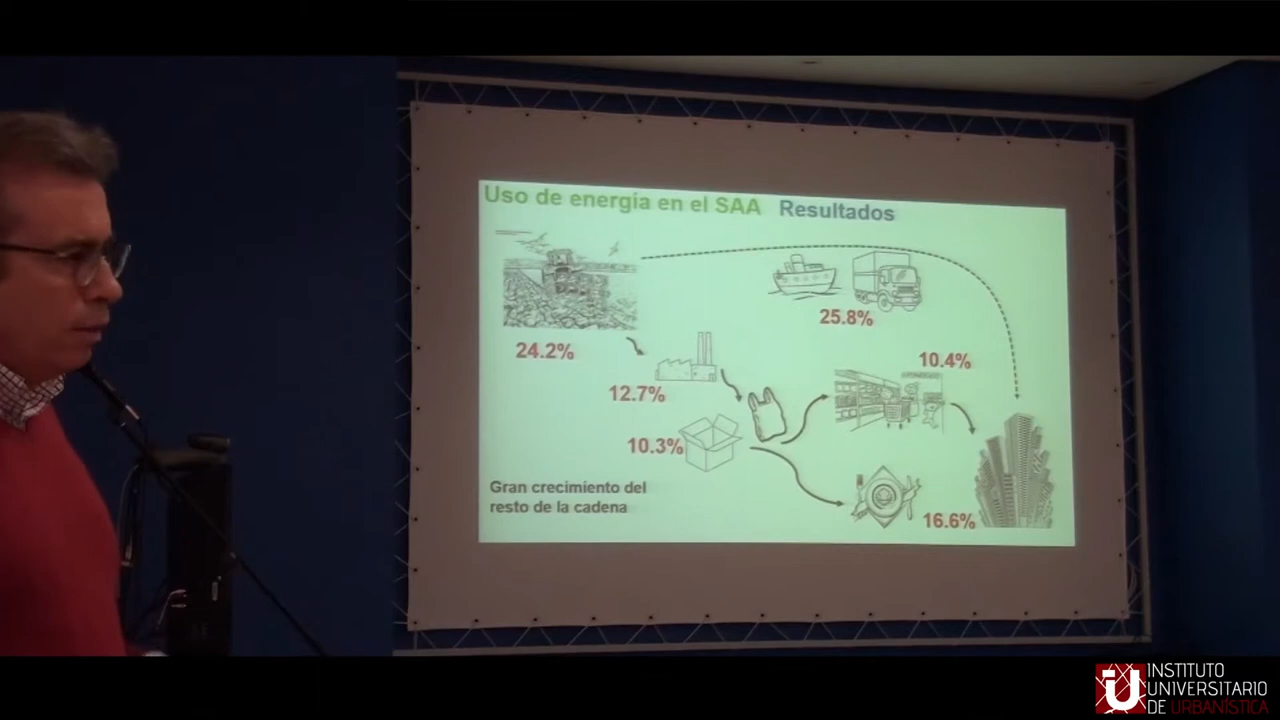 Uso de energía en el SAA Resultados
25.8%
24.2%
10.4%
12.7%
10.3%
Gran crecimiento del
resto de la cadena
16.6%
INSTITUTO
UNIVERSITARIO
DE URBANÍSTICA